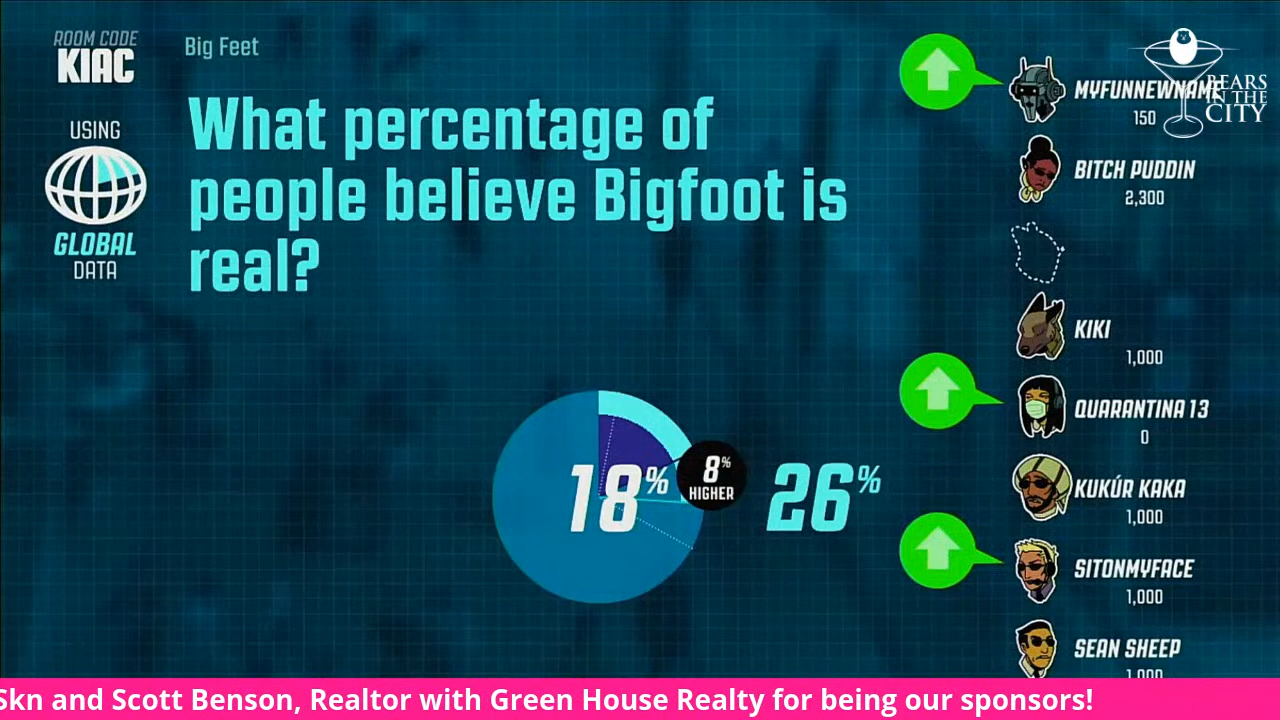 ROOM CODE
KIAC
USING
GLOBAL
DATA
Big Feet
What percentage of
people believe Bigfoot is
real?
18%
8%
HIGHER
26%
MYFUNNEWNAME
150
BITCH PUDDIN
2,300
KIKI
1,000
QUARANTINA 13
0
KUKÚR KAKA
1,000
SITONMYFACE
1,000
SEAN SHEEP
1,000
BEARS
IN THE
CITY
Skn and Scott Benson, Realtor with Green House Realty for being our sponsors!